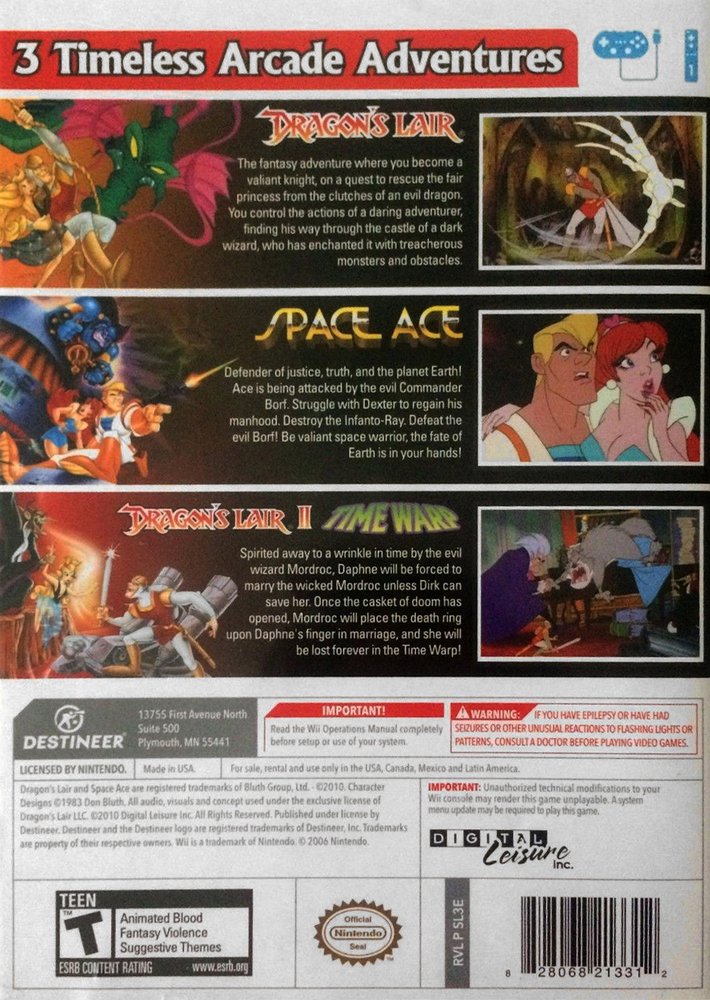 3 Timeless Arcade Adventures
1
DRAGON'S LAIR®
The fantasy adventure where you become a
valiant knight, on a quest to rescue the fair
princess from the clutches of an evil dragon.
You control the actions of a daring adventurer,
finding his way through the castle of a dark
wizard, who has enchanted it with treacherous
monsters and obstacles.
SPACE ACE
Defender of justice, truth, and the planet Earth!
Ace is being attacked by the evil Commander
Borf. Struggle with Dexter to regain his
manhood. Destroy the Infanto-Ray. Defeat the
evil Borf! Be valiant space warrior, the fate of
Earth is in your hands!
DRAGON'S LAIR II TIME WARP
Spirited away to a wrinkle in time by the evil
wizard Mordroc, Daphne will be forced to
marry the wicked Mordroc unless Dirk can
save her. Once the casket of doom has
opened, Mordroc will place the death ring
upon Daphne's finger in marriage, and she will
be lost forever in the Time Warp!
DESTINEER
13755 First Avenue North
Suite 500
Plymouth, MN 55441
IMPORTANT!
Read the Wii Operations Manual completely
before setup or use of your system.
WARNING: IF YOU HAVE EPILEPSY OR HAVE HAD
SEIZURES OR OTHER UNUSUAL REACTIONS TO FLASHING LIGHTS OR
PATTERNS, CONSULT A DOCTOR BEFORE PLAYING VIDEO GAMES.
LICENSED BY NINTENDO.
Made in USA.
For sale, rental and use only in the USA, Canada, Mexico and Latin America.
Dragon's Lair and Space Ace are registered trademarks of Bluth Group, Ltd. - ©2010. Character
Designs ©1983 Don Bluth. All audio, visuals and concept used under the exclusive license of
Dragon's Lair LLC. ©2010 Digital Leisure Inc. All Rights Reserved. Published under license by
Destineer. Destineer and the Destineer logo are registered trademarks of Destineer, Inc. Trademarks
are property of their respective owners. Wii is a trademark of Nintendo. © 2006 Nintendo.
IMPORTANT: Unauthorized technical modifications to your
Wii console may render this game unplayable. A system
menu update may be required to play this game.
DIGITAL
Leisure
Inc.
TEEN
T
TM
Animated Blood
Fantasy Violence
Suggestive Themes
ESRB CONTENT RATING www.esrb.org
Official
Nintendo
Seal
RVL P SL3E
8 28068 21331 2